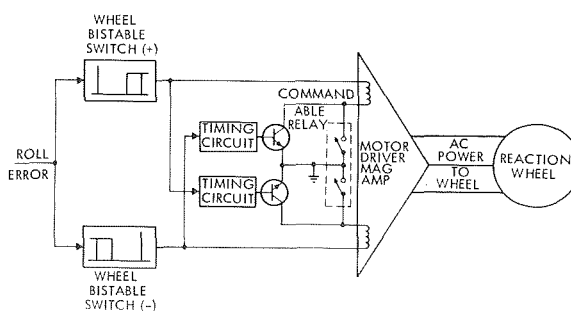 WHEEL
BISTABLE
SWITCH (+)
COMMAND
ABLE
RELAY
TIMING
CIRCUIT
TIMING
CIRCUIT
ROLL
ERROR
MOTOR
DRIVER
MAG
AMP
AC
POWER
TO
WHEEL
REACTION
WHEEL
WHEEL
BISTABLE
SWITCH (−)